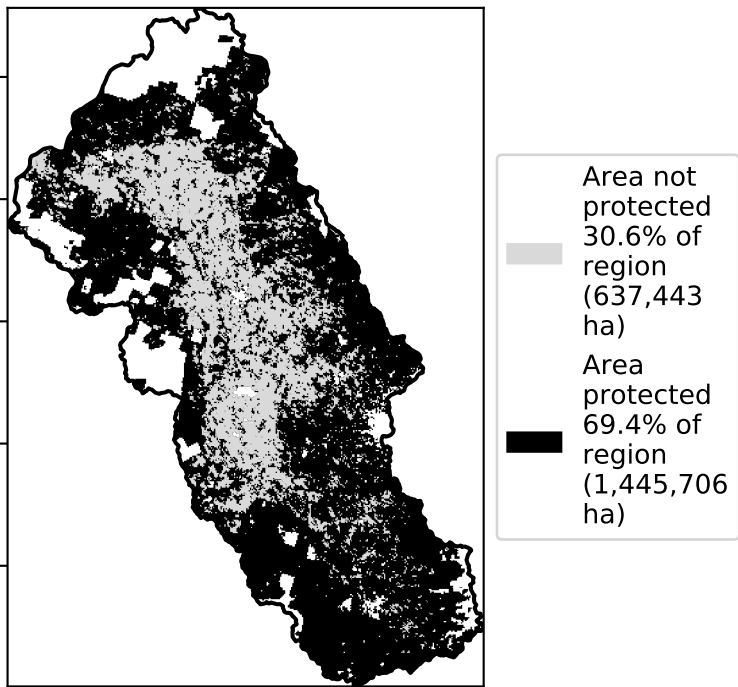 Area not
protected
30.6% of
region
(637,443
ha)
Area
protected
69.4% of
region
(1,445,706
ha)